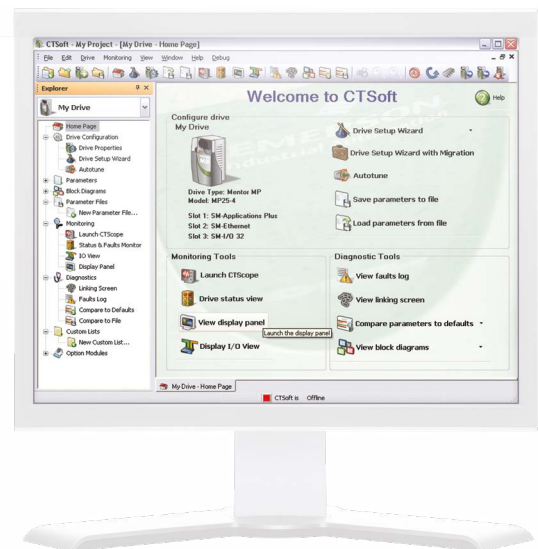 CTSoft - My Project - [My Drive - Home Page]
File Edit Drive Monitoring View Window Help Debug
Explorer
My Drive
Home Page
Drive Configuration
Drive Properties
Drive Setup Wizard
Autotune
Parameters
Block Diagrams
Parameter Files
New Parameter File...
Monitoring
Launch CTScope
Status & Faults Monitor
IO View
Display Panel
Diagnostics
Linking Screen
Faults Log
Compare to Defaults
Compare to File
Custom Lists
New Custom List...
Option Modules
Welcome to CTSoft
Help
Configure drive
My Drive
Drive Type: Mentor MP
Model: MP25-4
Slot 1: SM-Applications Plus
Slot 2: SM-Ethernet
Slot 3: SM-I/O 32
Drive Setup Wizard
Drive Setup Wizard with Migration
Autotune
Save parameters to file
Load parameters from file
Monitoring Tools
Launch CTScope
Drive status view
View display panel
Launch the display panel
Display I/O View
Diagnostic Tools
View faults log
View linking screen
Compare parameters to defaults
View block diagrams
My Drive - Home Page
CTSoft is Offline